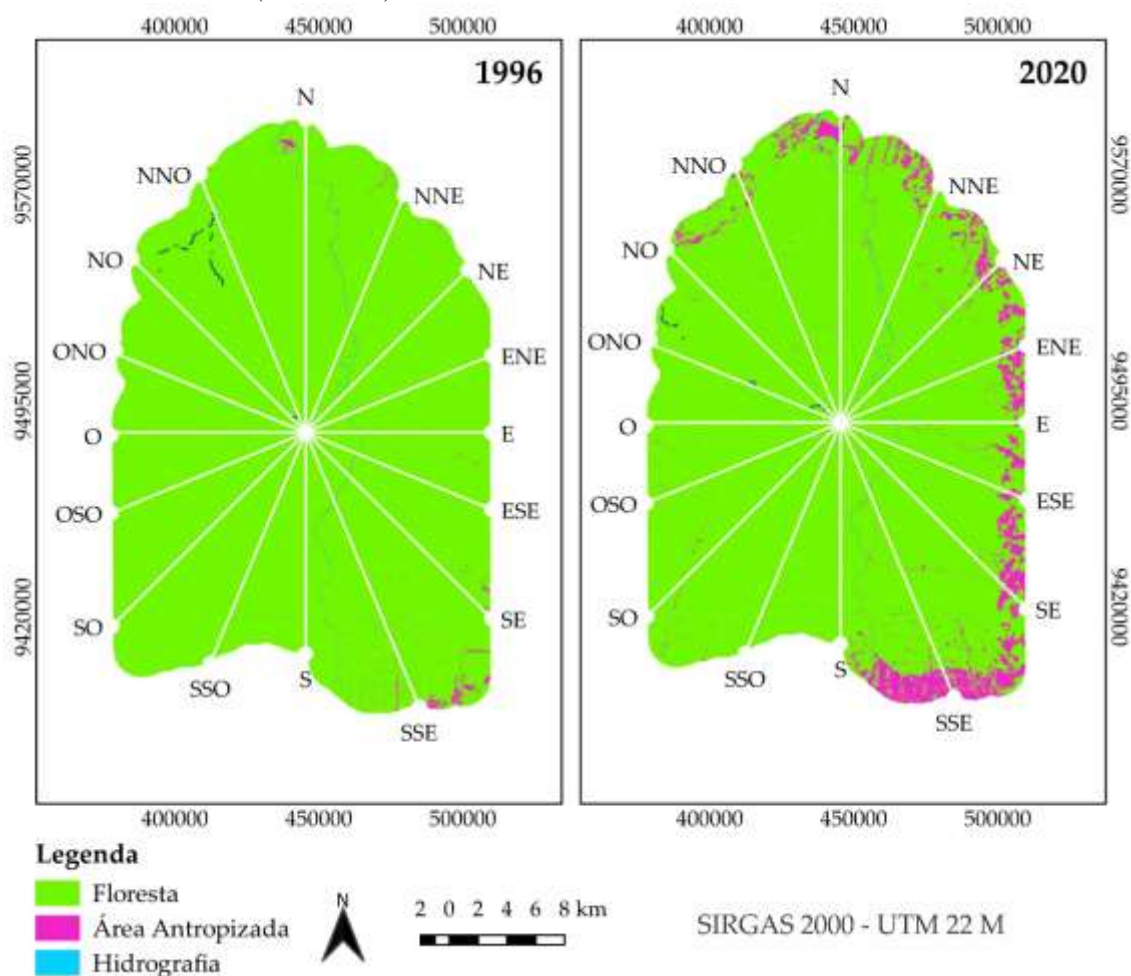 400000 450000 500000 400000 450000 500000
1996 2020
N N
NNO NNE NNO NNE
NO NE NO NE
ONO ENE ONO ENE
O E O E
OSO ESE OSO ESE
SO SE SO SE
SSO S SSE SSO S SSE
9570000 9495000 9420000
9570000 9495000 9420000
400000 450000 500000 400000 450000 500000
Legenda
Floresta
Área Antropizada
Hidrografia
N
2 0 2 4 6 8 km
SIRGAS 2000 - UTM 22 M